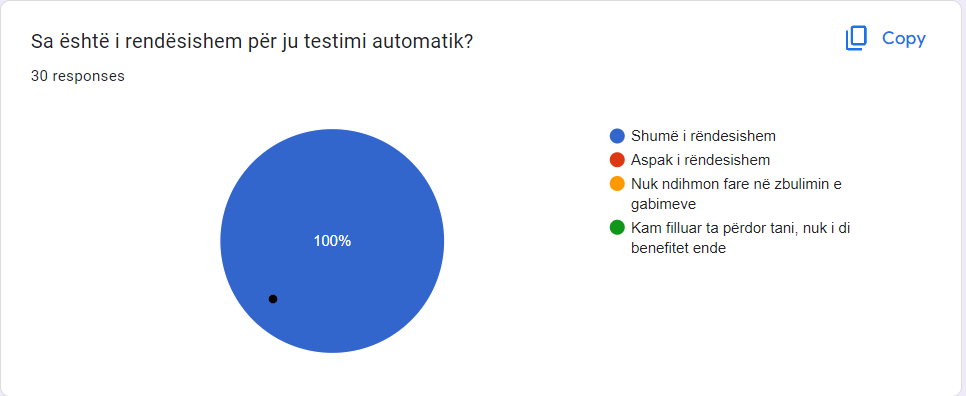 Sa është i rendësishem për ju testimi automatik?
Copy
30 responses
100%
Shumë i rëndesishem
Aspak i rëndesishem
Nuk ndihmon fare në zbulimin e
gabimeve
Kam filluar ta përdor tani, nuk i di
benefitet ende